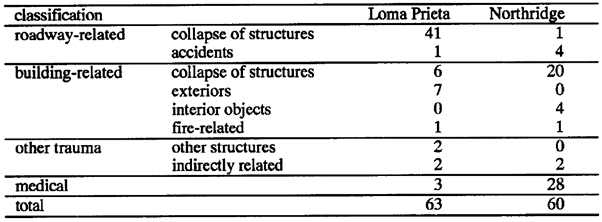 classification Loma Prieta Northridge
roadway-related collapse of structures 41 1
accidents 1 4
building-related collapse of structures 6 20
exteriors 7 0
interior objects 0 4
fire-related 1 1
other trauma other structures 2 0
indirectly related 2 2
medical 3 28
total 63 60